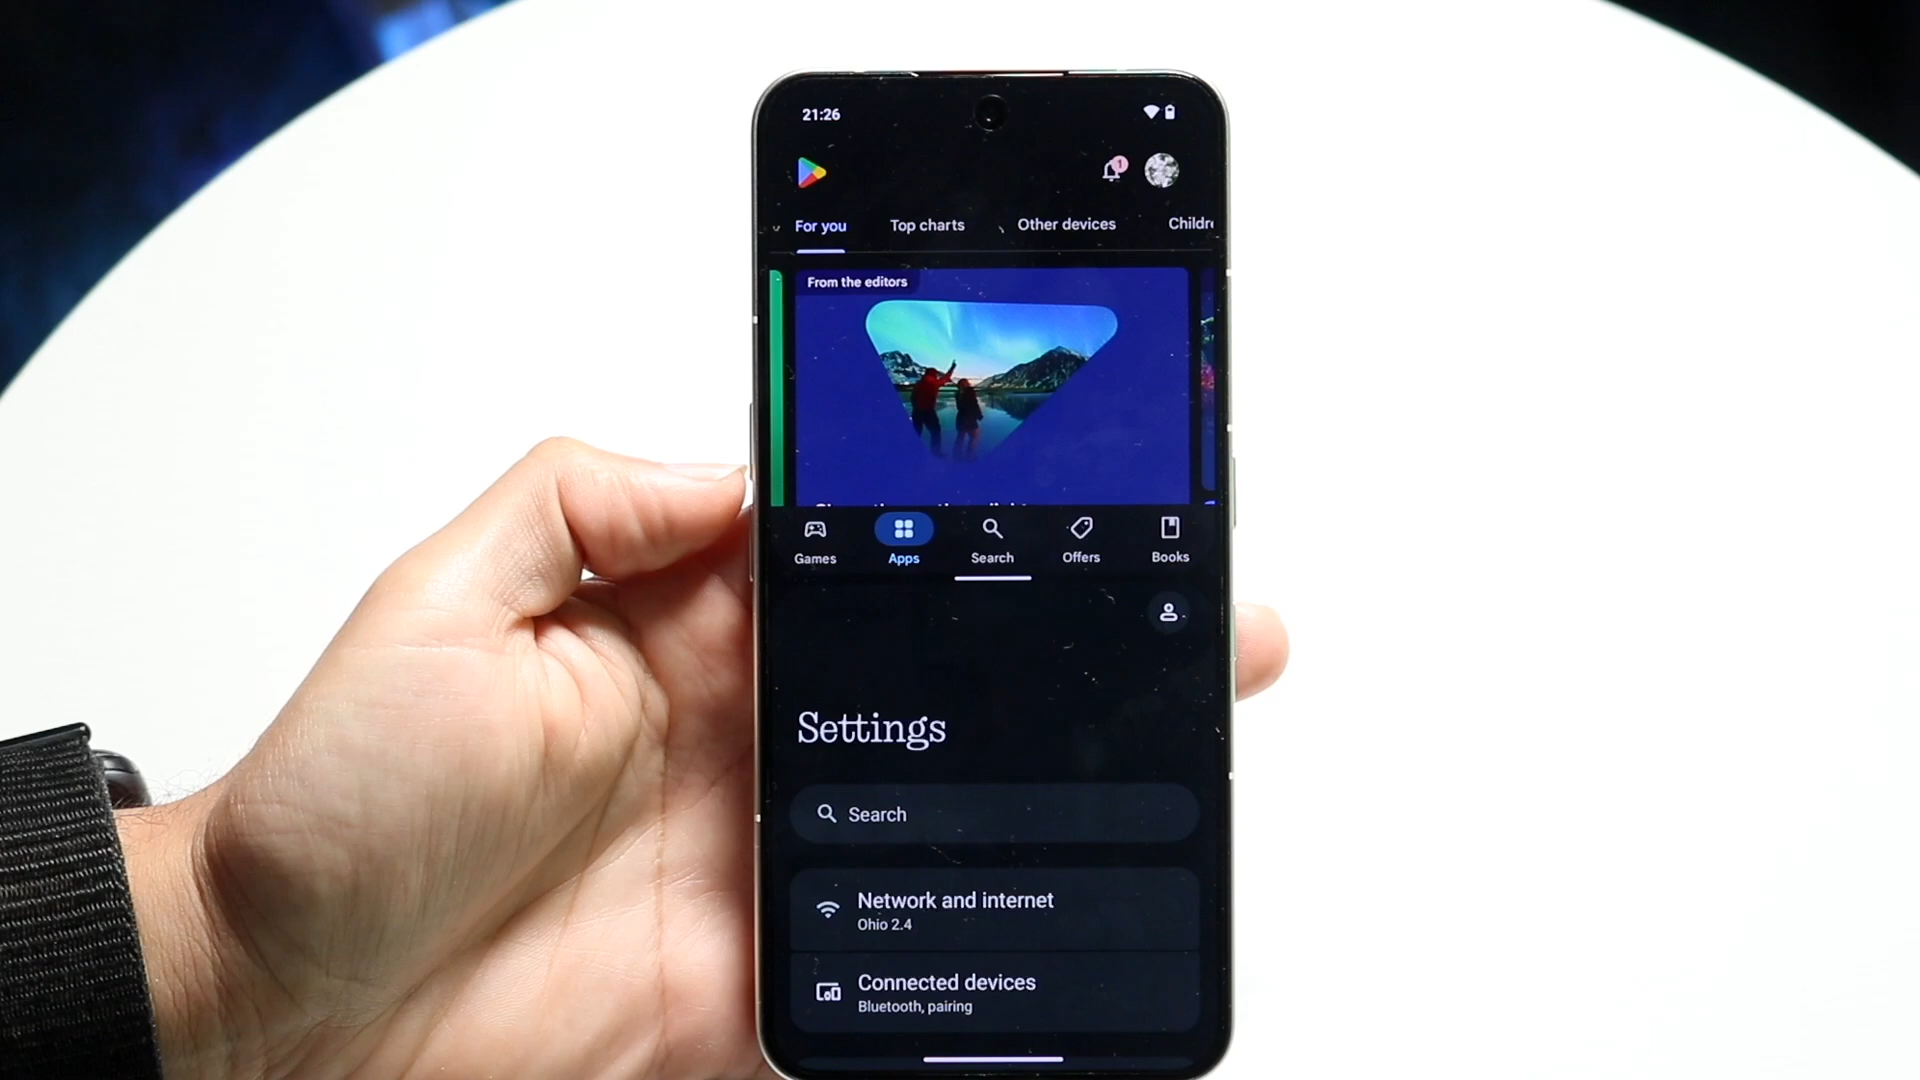 21:26
1
For you Top charts Other devices Childre
From the editors
Games Apps Search Offers Books
Settings
Search
Network and internet
Ohio 2.4
Connected devices
Bluetooth, pairing